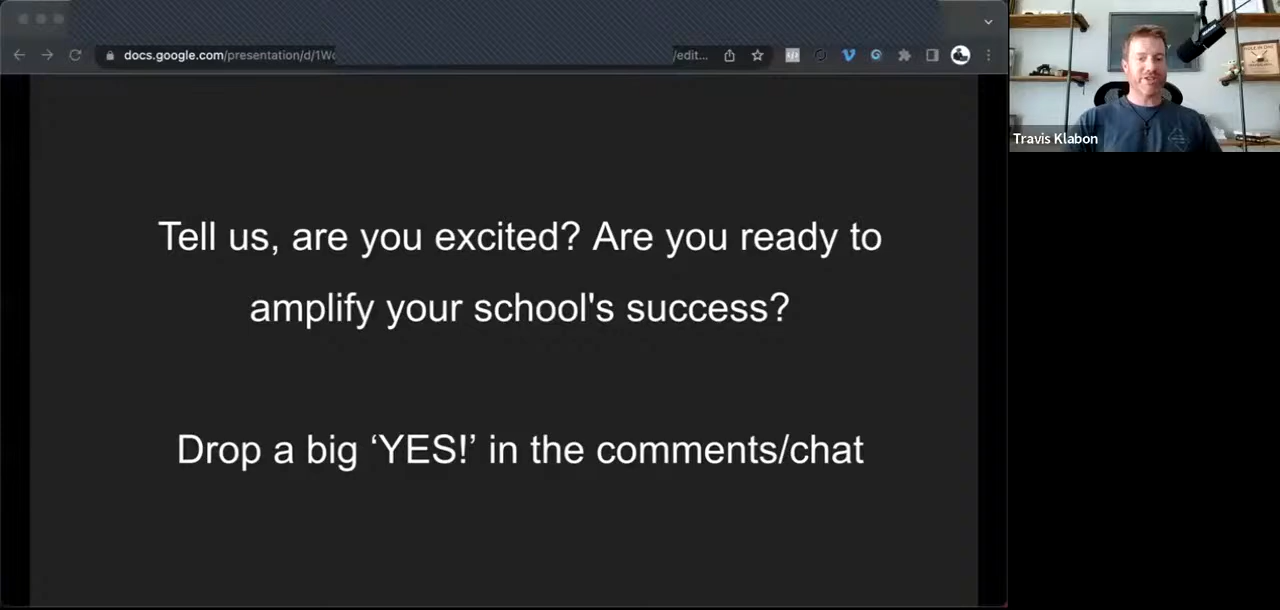 docs.google.com/presentation/d/1Wc
/edit...
Travis Klabon
Tell us, are you excited? Are you ready to
amplify your school's success?
Drop a big ‘YES!’ in the comments/chat